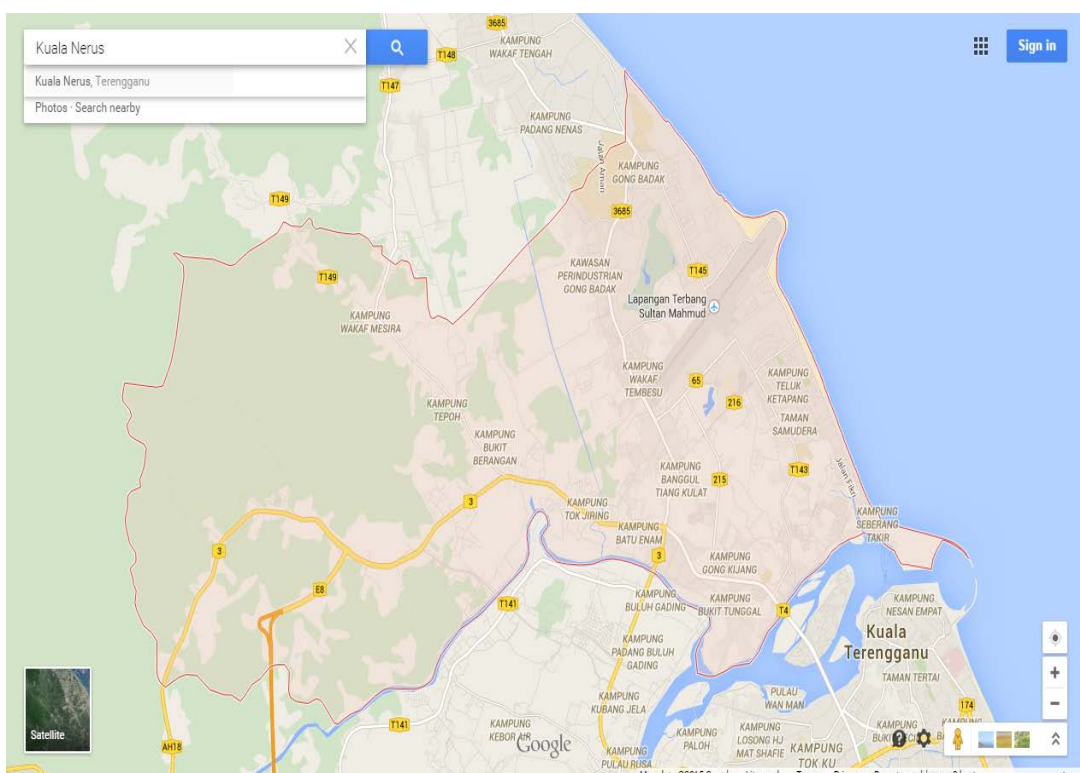 Kuala Nerus
Kuala Nerus, Terengganu
Photos · Search nearby
Sign in
3685
KAMPUNG
WAKAF TENGAH
T148
T147
KAMPUNG
PADANG NENAS
Jalan Aman
KAMPUNG
GONG BADAK
T149
3685
T149
KAWASAN
PERINDUSTRIAN
GONG BADAK
T145
Lapangan Terbang
Sultan Mahmud
KAMPUNG
WAKAF MESIRA
KAMPUNG
WAKAF
TEMBESU
65
216
KAMPUNG
TELUK
KETAPANG
TAMAN
SAMUDERA
KAMPUNG
TEPOH
KAMPUNG
BUKIT
BERANGAN
KAMPUNG
BANGGUL
TIANG KULAT
215
T143
Jalan Fikri
3
KAMPUNG
TOK JIRING
KAMPUNG
BATU ENAM
KAMPUNG
SEBERANG
TAKIR
3
3
KAMPUNG
GONG KIJANG
E8
T141
KAMPUNG
BULUH GADING
KAMPUNG
BUKIT TUNGGAL
T4
KAMPUNG
NESAN EMPAT
Kuala
Terengganu
KAMPUNG
PADANG BULUH
GADING
TAMAN TERTAI
KAMPUNG
KUBANG JELA
PULAU
WAN MAN
174
T141
KAMPUNG
KEBOR AIR
KAMPUNG
PALOH
KAMPUNG
LOSONG HJ
MAT SHAFIE
KAMPUNG
TOK KU
KAMPUNG
KAMPUNG
PULAU RUSA
Satellite
AH18
Google